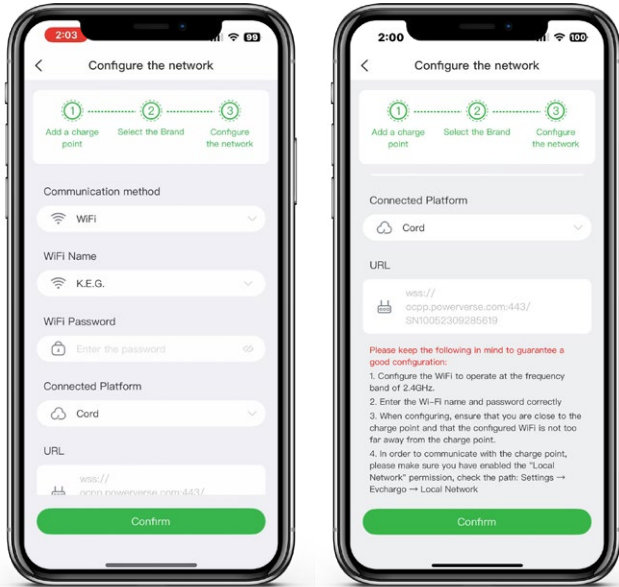 2:03
99
Configure the network
1
2
3
Add a charge
point
Select the Brand
Configure
the network
Communication method
WiFi
WiFi Name
K.E.G.
WiFi Password
Enter the password
Connected Platform
Cord
URL
wss://
ocpp.powerverse.com:443/
Confirm
2:00
100
Configure the network
1
2
3
Add a charge
point
Select the Brand
Configure
the network
Connected Platform
Cord
URL
wss://
ocpp.powerverse.com:443/
SN10052309285619
Please keep the following in mind to guarantee a
good configuration:
1. Configure the WiFi to operate at the frequency
band of 2.4GHz.
2. Enter the Wi-Fi name and password correctly
3. When configuring, ensure that you are close to the
charge point and that the configured WiFi is not too
far away from the charge point.
4. In order to communicate with the charge point,
please make sure you have enabled the "Local
Network" permission, check the path: Settings →
Evchargo → Local Network
Confirm